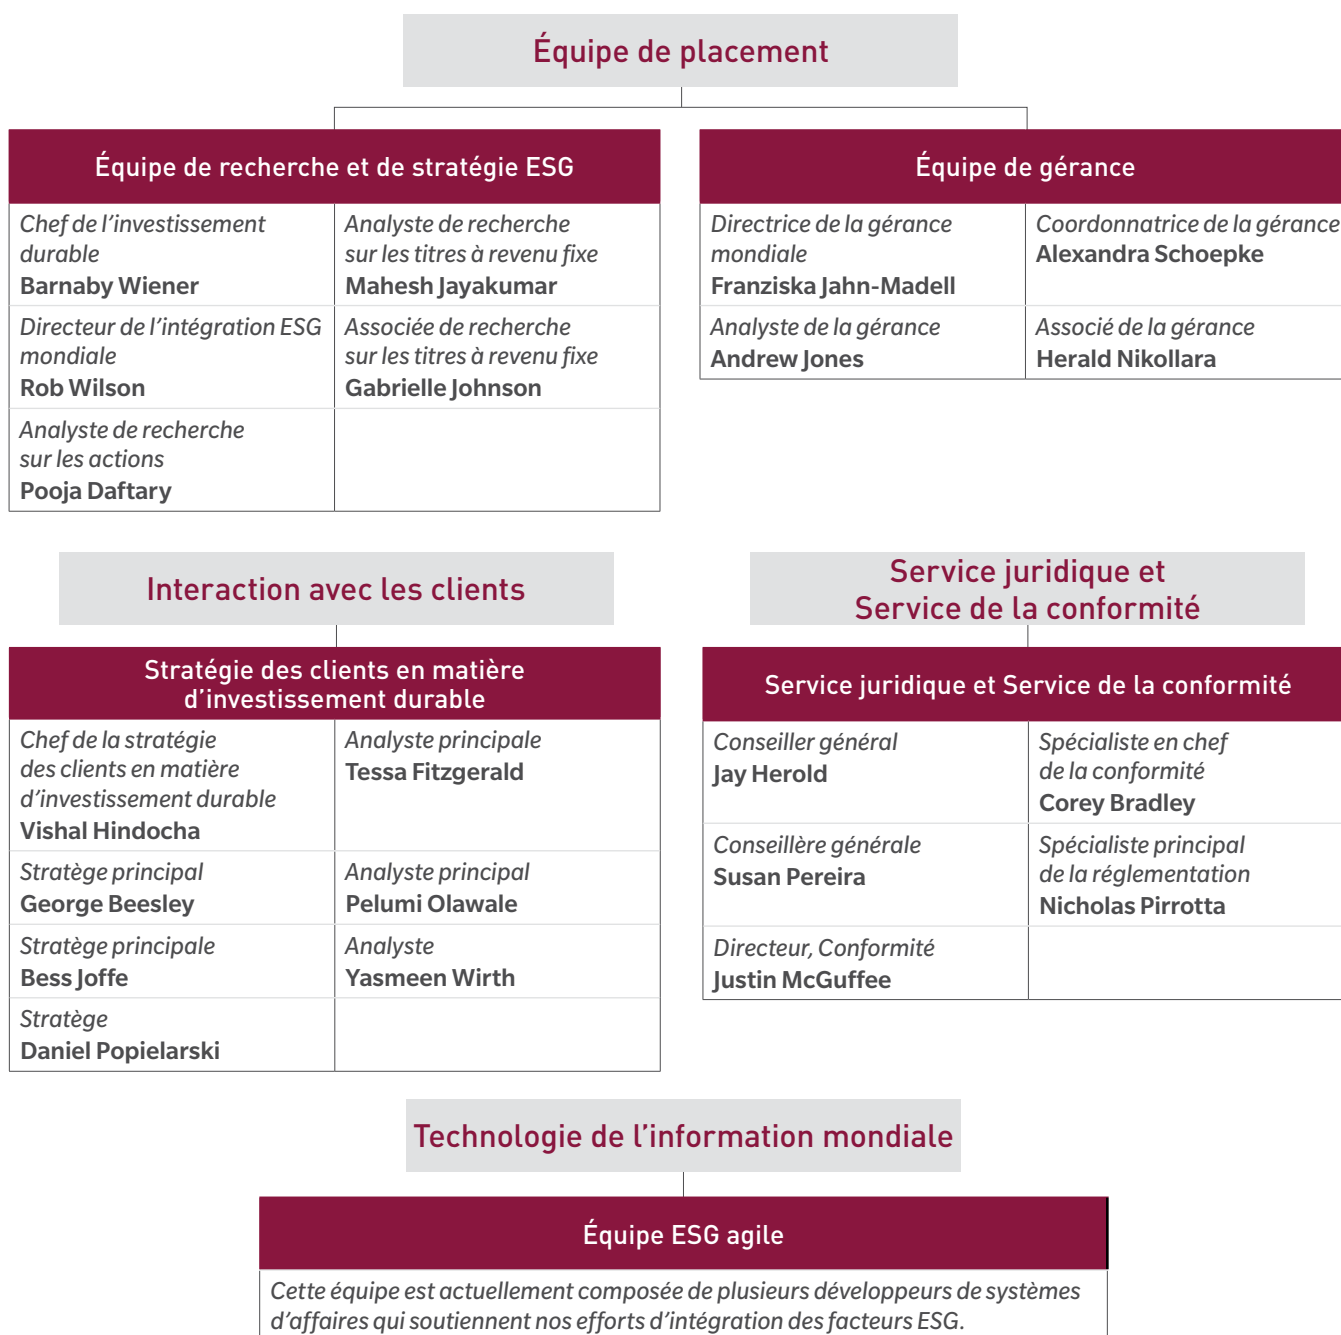 Équipe de placement
Équipe de recherche et de stratégie ESG
Chef de l’investissement
durable
Barnaby Wiener
Analyste de recherche
sur les titres à revenu fixe
Mahesh Jayakumar
Directeur de l’intégration ESG
mondiale
Rob Wilson
Associée de recherche
sur les titres à revenu fixe
Gabrielle Johnson
Analyste de recherche
sur les actions
Pooja Daftary
Équipe de gérance
Directrice de la gérance
mondiale
Franziska Jahn-Madell
Coordonnatrice de la gérance
Alexandra Schoepke
Analyste de la gérance
Andrew Jones
Associé de la gérance
Herald Nikollara
Interaction avec les clients
Stratégie des clients en matière
d’investissement durable
Chef de la stratégie
des clients en matière
d’investissement durable
Vishal Hindocha
Analyste principale
Tessa Fitzgerald
Stratège principal
George Beesley
Analyste principal
Pelumi Olawale
Stratège principale
Bess Joffe
Analyste
Yasmeen Wirth
Stratège
Daniel Popielarski
Service juridique et
Service de la conformité
Service juridique et Service de la conformité
Conseiller général
Jay Herold
Spécialiste en chef
de la conformité
Corey Bradley
Conseillère générale
Susan Pereira
Spécialiste principal
de la réglementation
Nicholas Pirrotta
Directeur, Conformité
Justin McGuffee
Technologie de l’information mondiale
Équipe ESG agile
Cette équipe est actuellement composée de plusieurs développeurs de systèmes
d’affaires qui soutiennent nos efforts d’intégration des facteurs ESG.